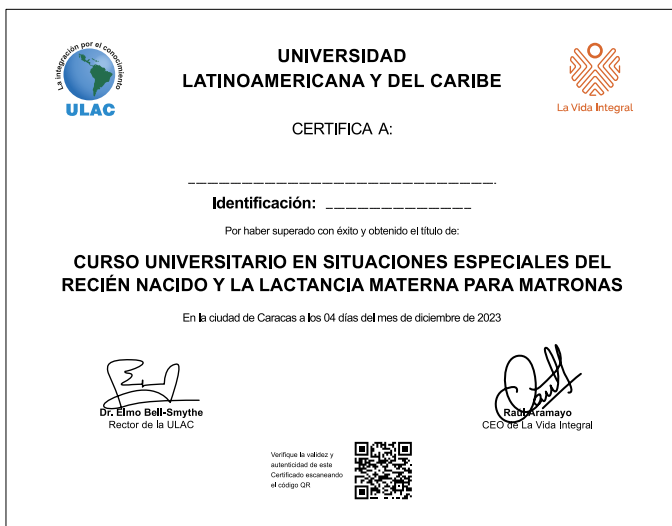 La integración por el conocimiento
ULAC
UNIVERSIDAD
LATINOAMERICANA Y DEL CARIBE
La Vida Integral
CERTIFICA A:
Identificación:
Por haber superado con éxito y obtenido el título de:
CURSO UNIVERSITARIO EN SITUACIONES ESPECIALES DEL
RECIÉN NACIDO Y LA LACTANCIA MATERNA PARA MATRONAS
En la ciudad de Caracas a los 04 días del mes de diciembre de 2023
Dr. Elmo Bell-Smythe
Rector de la ULAC
Raúl Aramayo
CEO de La Vida Integral
Verifique la validez y
autenticidad de este
Certificado escaneando
el código QR